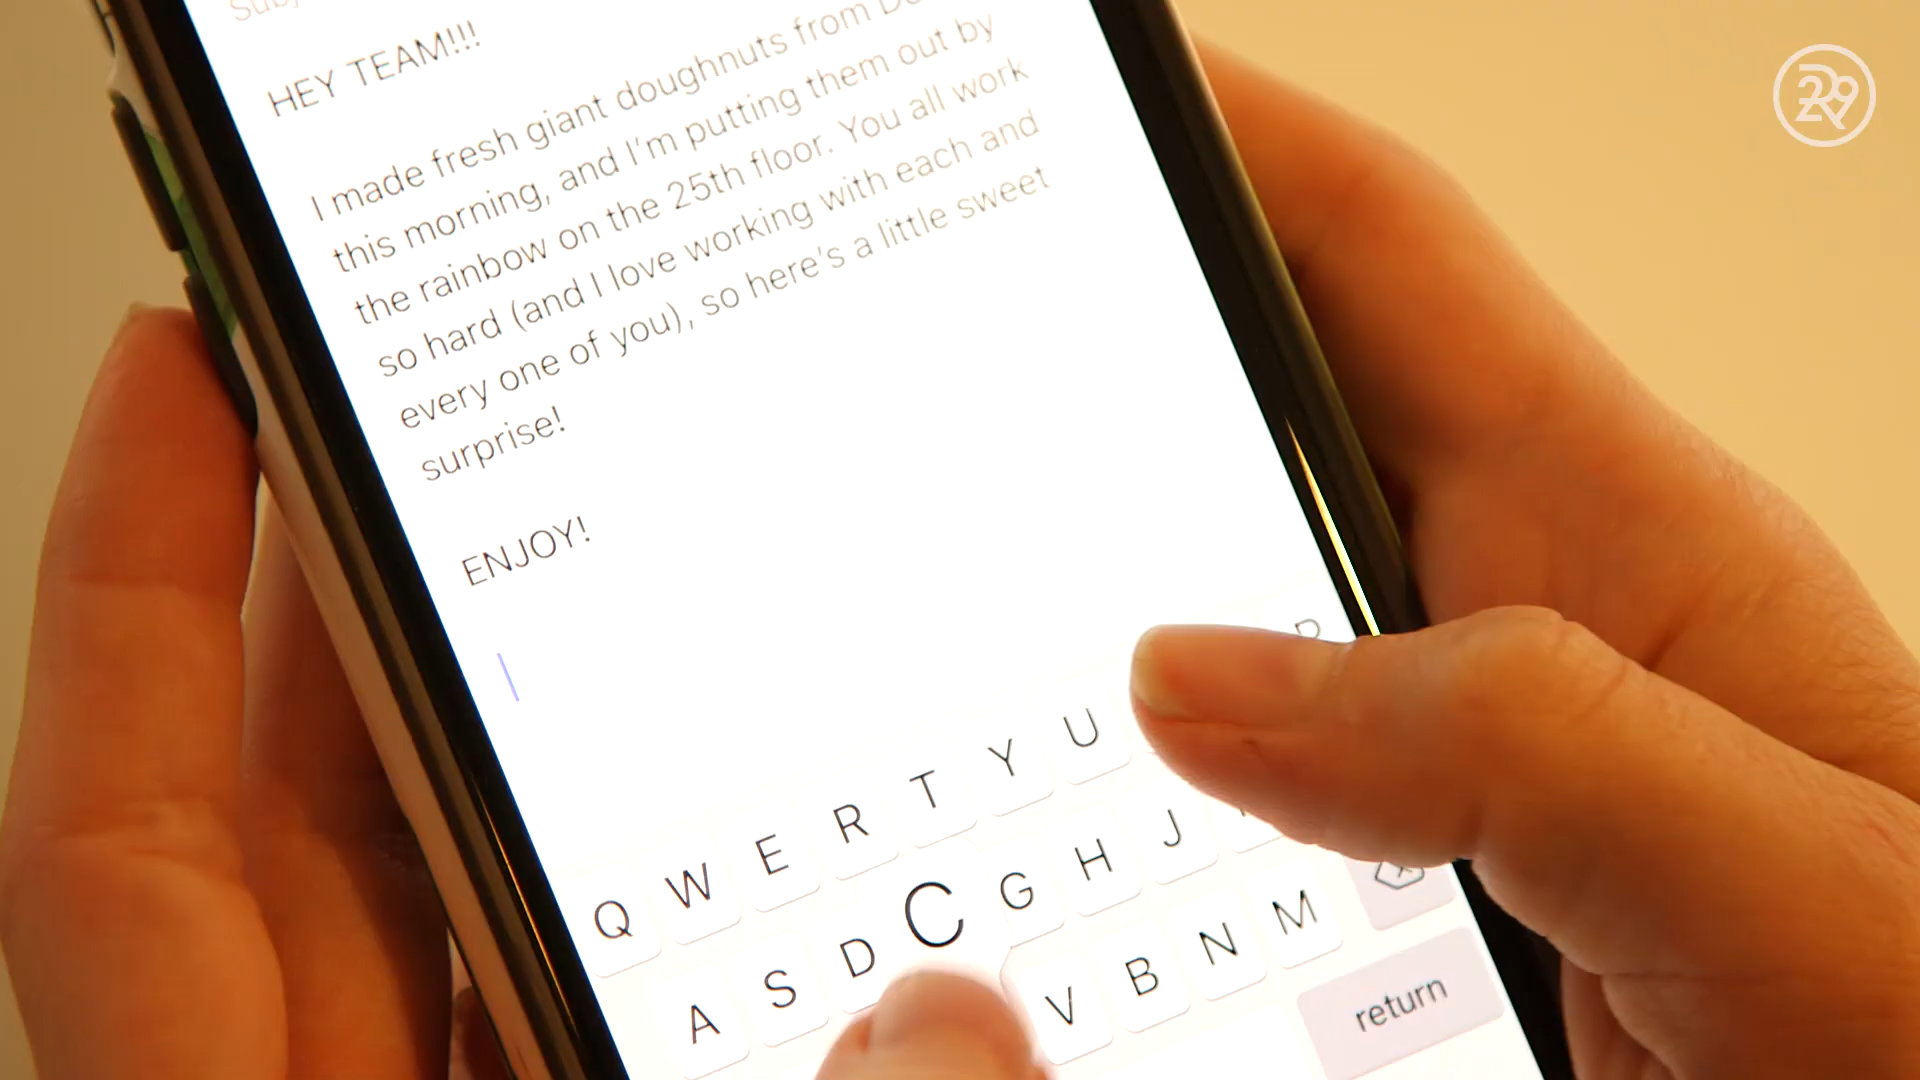 HEY TEAM!!!
I made fresh giant doughnuts from
this morning, and I'm putting them out by
the rainbow on the 25th floor. You all work
so hard (and I love working with each and
every one of you), so here's a little sweet
surprise!
ENJOY!
Q W E R T Y U P
A S D C G H J
V B N M
return
R29